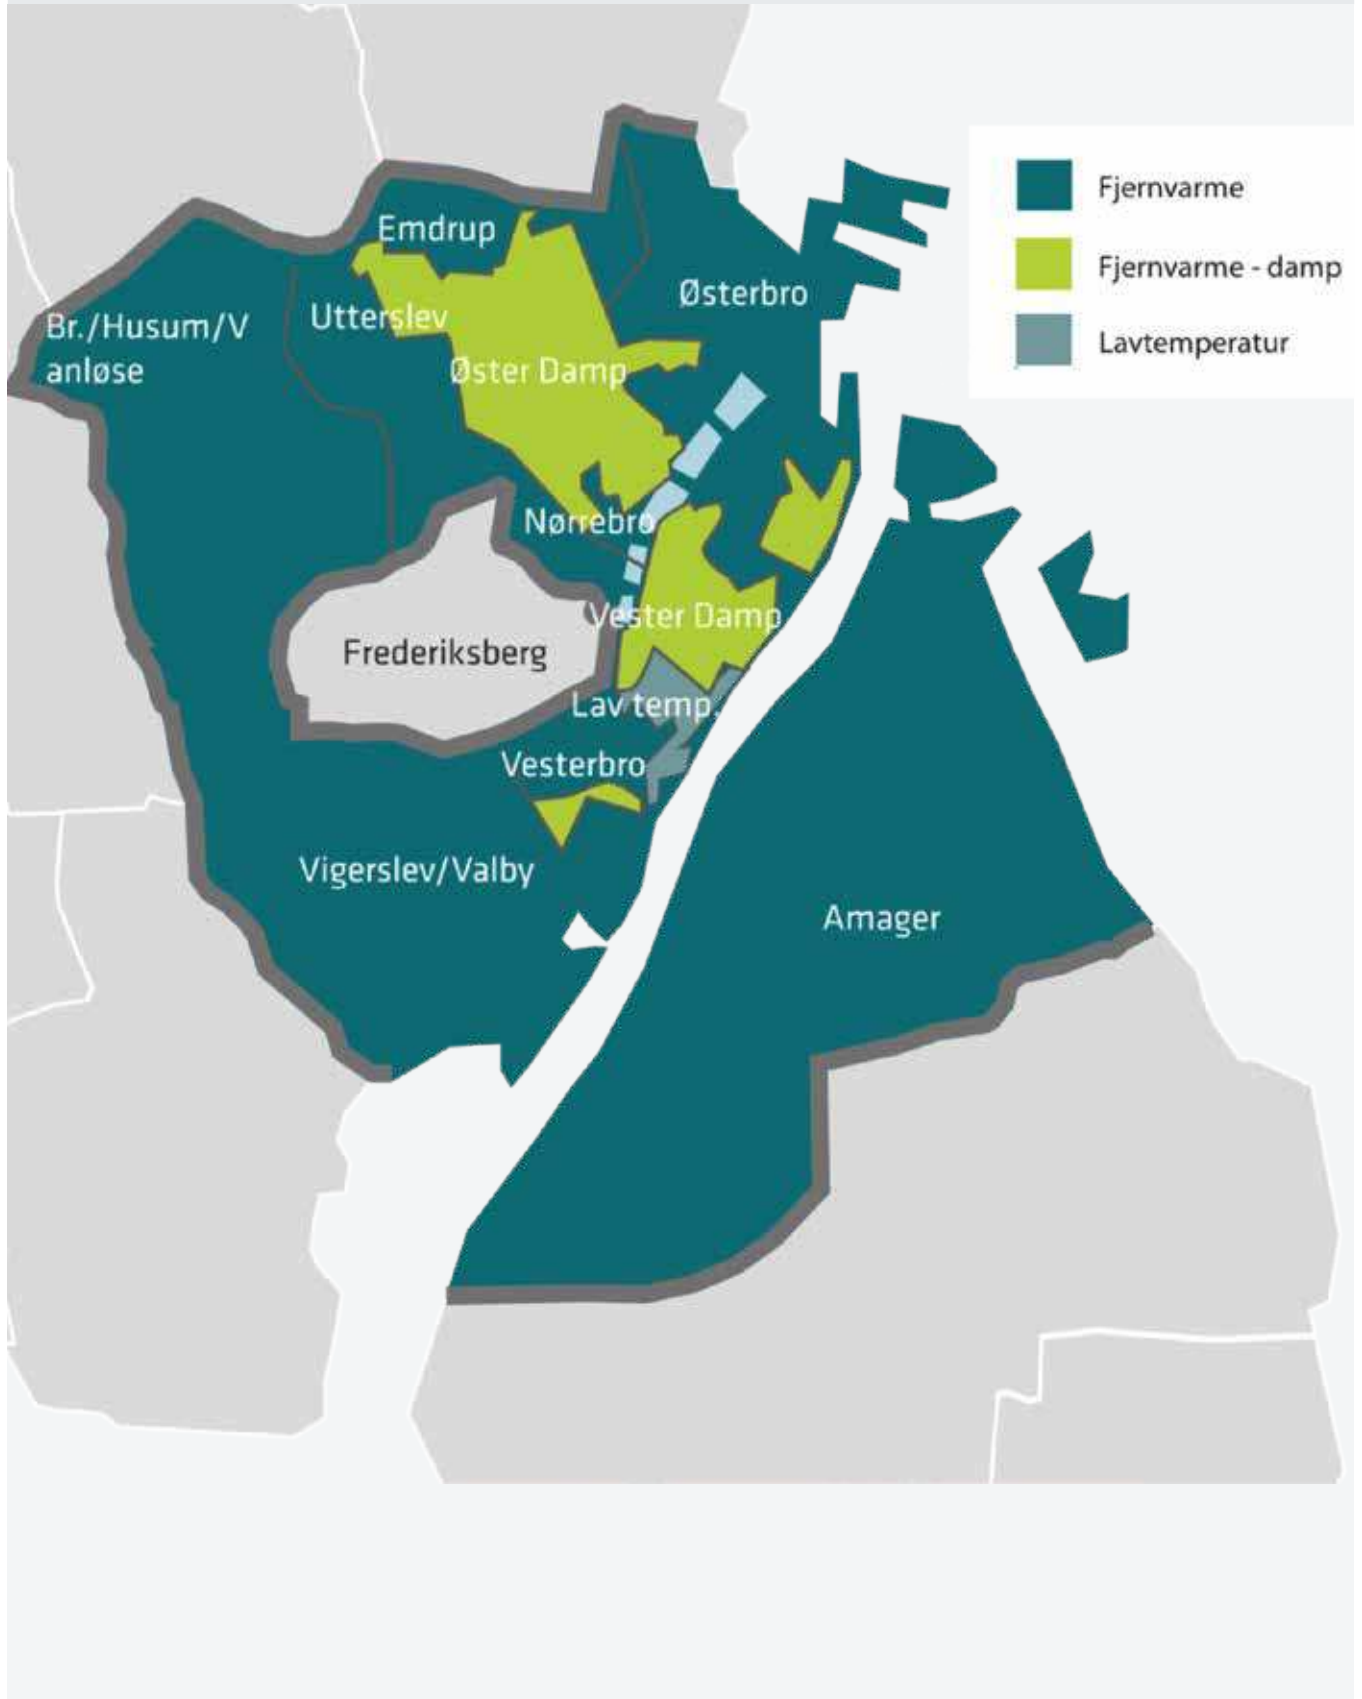 Fjernvarme
Emdrup
Fjernvarme - damp
Østerbro
Utterslev
Br./Husum/V
anløse
Lavtemperatur
Øster Damp
Nørrebro
Vester Damp
Frederiksberg
Lav temp.
Vesterbro
Vigerslev/Valby
Amager